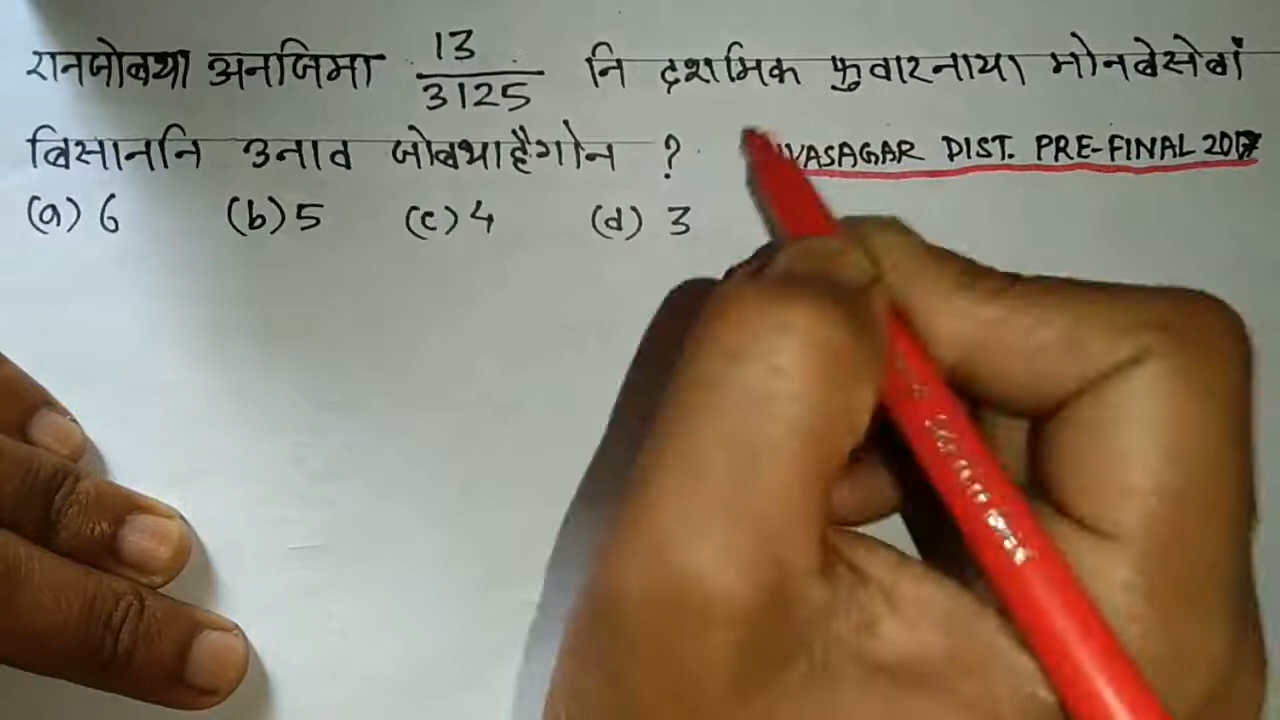 रानजोबथा अनजिमा 13/3125 नि दशमिक फुवारनाया मोनबेसेबाँ
बिसाननि उनाव जोबथाहैगोन ?
VASAGAR DIST. PRE-FINAL 2017
(a) 6 (b) 5 (c) 4 (d) 3